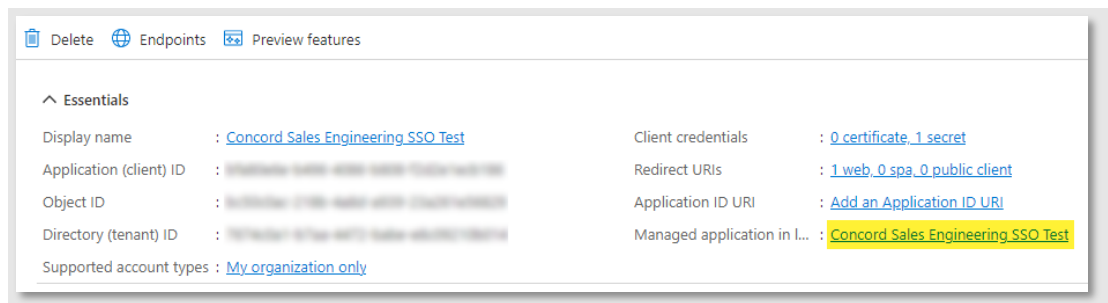 Delete Endpoints Preview features
Essentials
Display name : Concord Sales Engineering SSO Test
Application (client) ID :
Object ID :
Directory (tenant) ID :
Supported account types : My organization only
Client credentials : 0 certificate, 1 secret
Redirect URIs : 1 web, 0 spa, 0 public client
Application ID URI : Add an Application ID URI
Managed application in l... : Concord Sales Engineering SSO Test